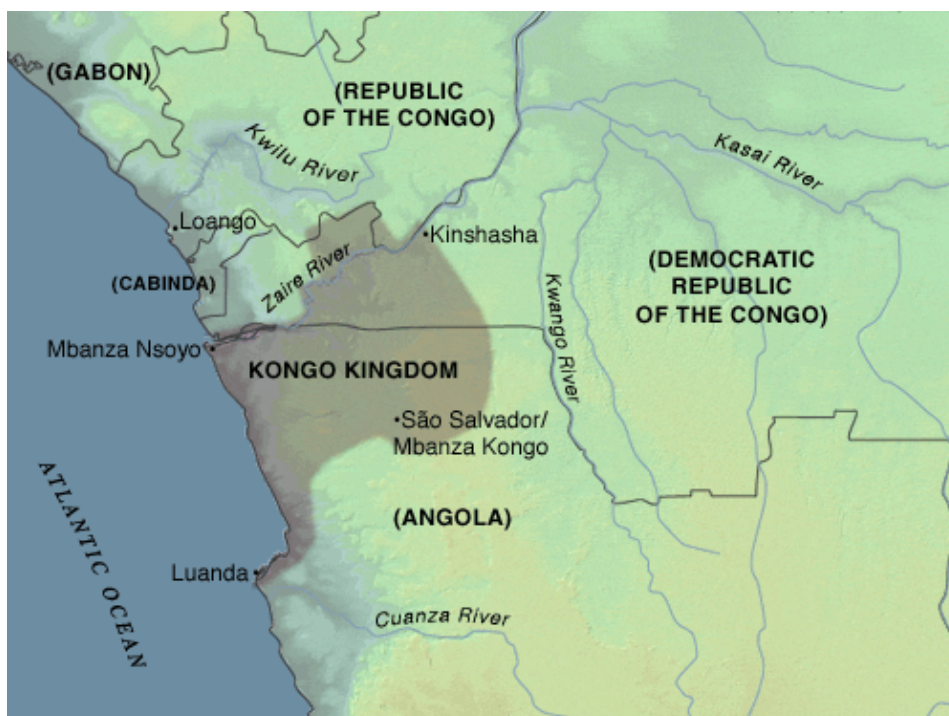 (GABON)
(REPUBLIC
OF THE CONGO)
Kwilu River
Kasai River
Loango
Kinshasha
(CABINDA)
Zaire River
(DEMOCRATIC
REPUBLIC
OF THE CONGO)
Kwango River
Mbanza Nsoyo
KONGO KINGDOM
São Salvador/
Mbanza Kongo
ATLANTIC OCEAN
(ANGOLA)
Luanda
Cuanza River